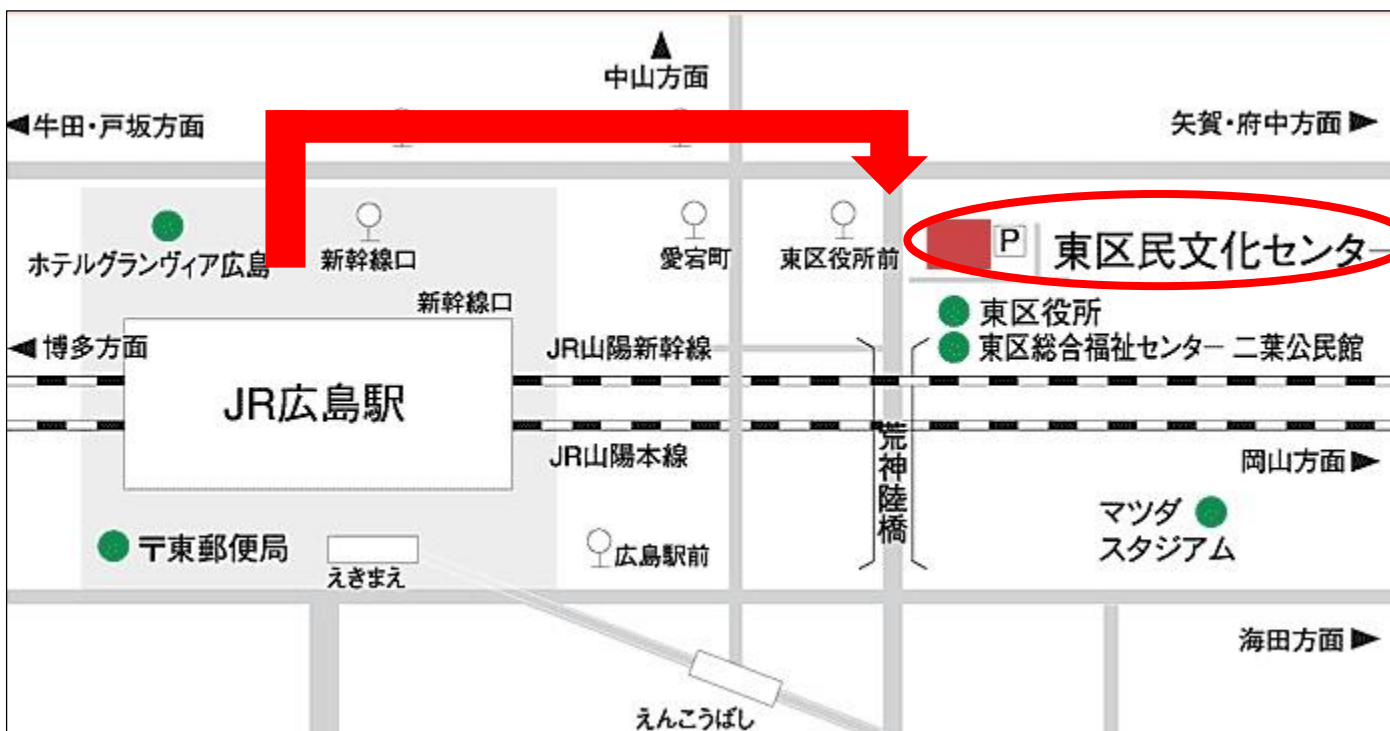 中山方面
◀牛田・戸坂方面
矢賀・府中方面▶
ホテルグランヴィア広島
新幹線口
愛宕町
東区役所前
P
東区民文化センター
新幹線口
東区役所
◀博多方面
JR山陽新幹線
東区総合福祉センター 二葉公民館
JR広島駅
JR山陽本線
荒神陸橋
岡山方面▶
マツダ
スタジアム
〒東郵便局
えきまえ
広島駅前
海田方面▶
えんこうばし